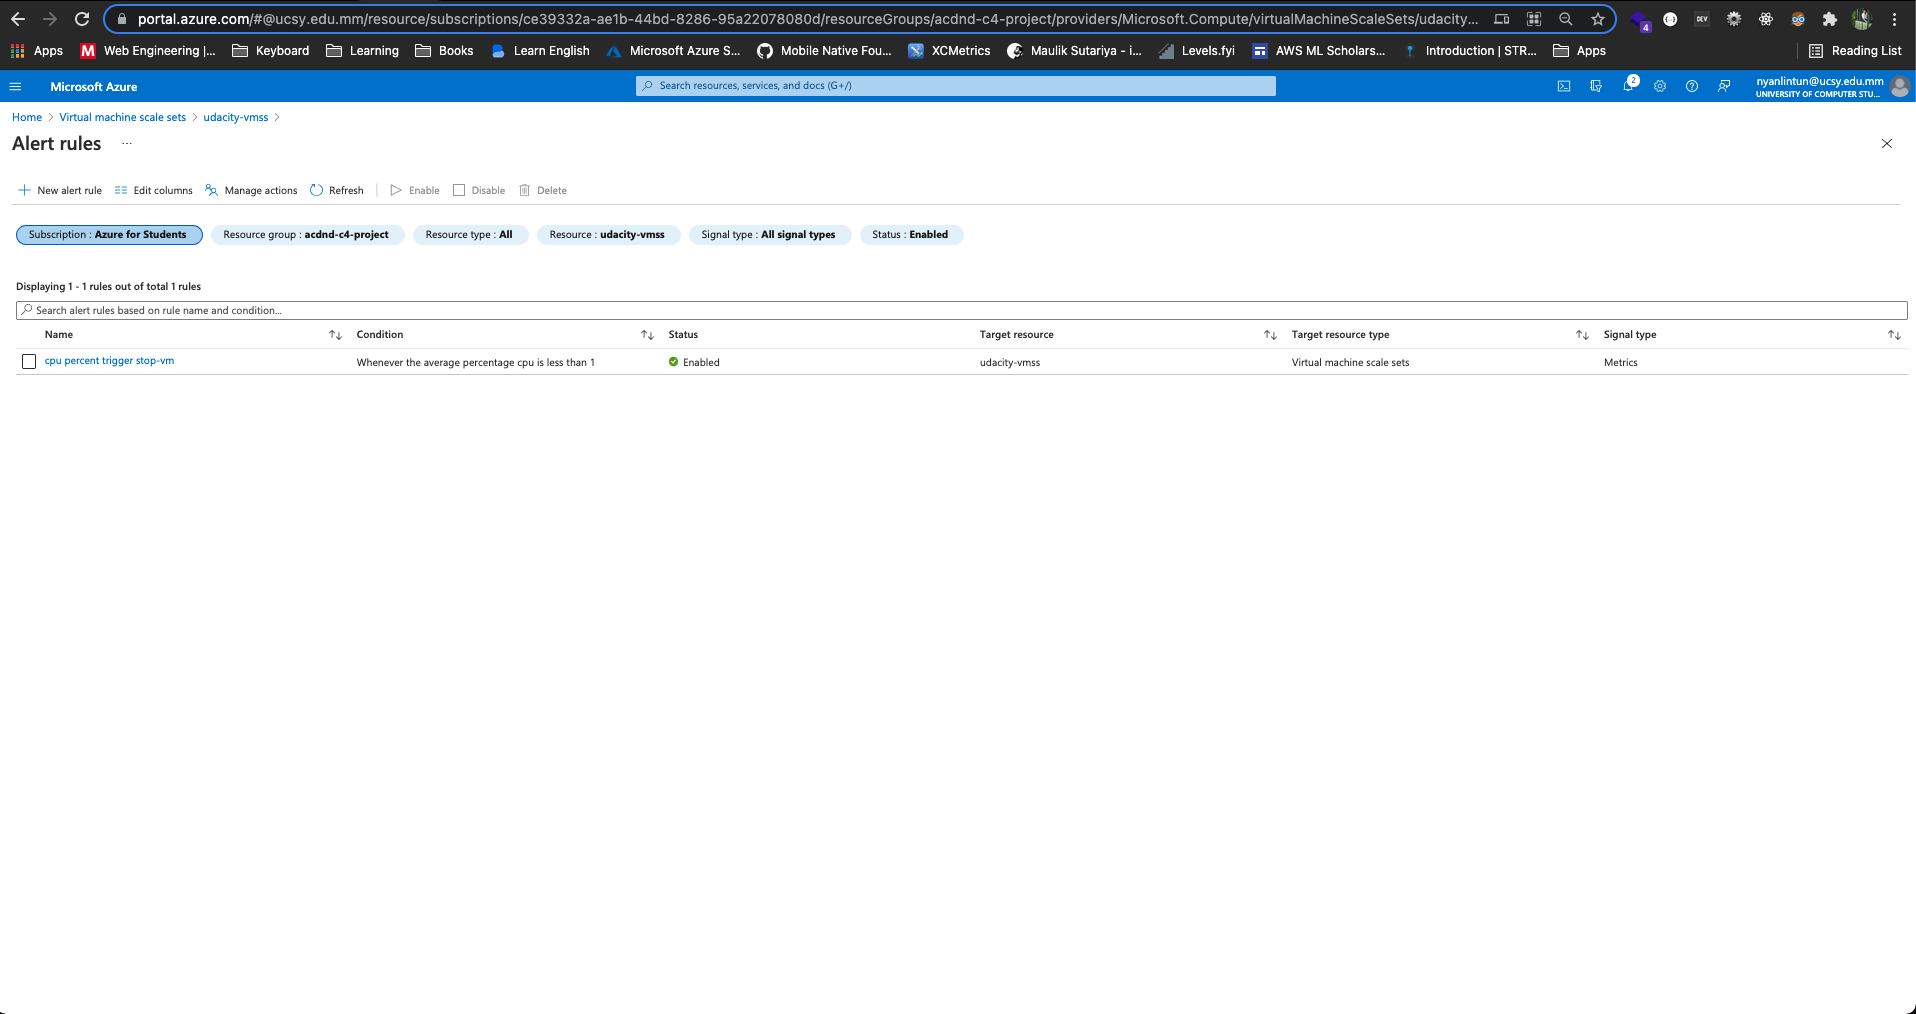 portal.azure.com/#@ucsy.edu.mm/resource/subscriptions/ce39332a-ae1b-44bd-8286-95a22078080d/resourceGroups/acdnd-c4-project/providers/Microsoft.Compute/virtualMachineScaleSets/udacity...
4
DEV
Apps
M Web Engineering |...
Keyboard
Learning
Books
Learn English
Microsoft Azure S...
Mobile Native Fou...
XCMetrics
Maulik Sutariya - i...
Levels.fyi
AWS ML Scholars...
Introduction | STR...
Apps
Reading List
Microsoft Azure
Search resources, services, and docs (G+/)
2
nyanlintun@ucsy.edu.mm
UNIVERSITY OF COMPUTER STU...
Home > Virtual machine scale sets > udacity-vmss >
Alert rules ...
New alert rule
Edit columns
Manage actions
Refresh
Enable
Disable
Delete
Subscription : Azure for Students
Resource group : acdnd-c4-project
Resource type : All
Resource : udacity-vmss
Signal type : All signal types
Status : Enabled
Displaying 1 - 1 rules out of total 1 rules
Search alert rules based on rule name and condition...
Name Condition Status Target resource Target resource type Signal type
cpu percent trigger stop-vm Whenever the average percentage cpu is less than 1 Enabled udacity-vmss Virtual machine scale sets Metrics